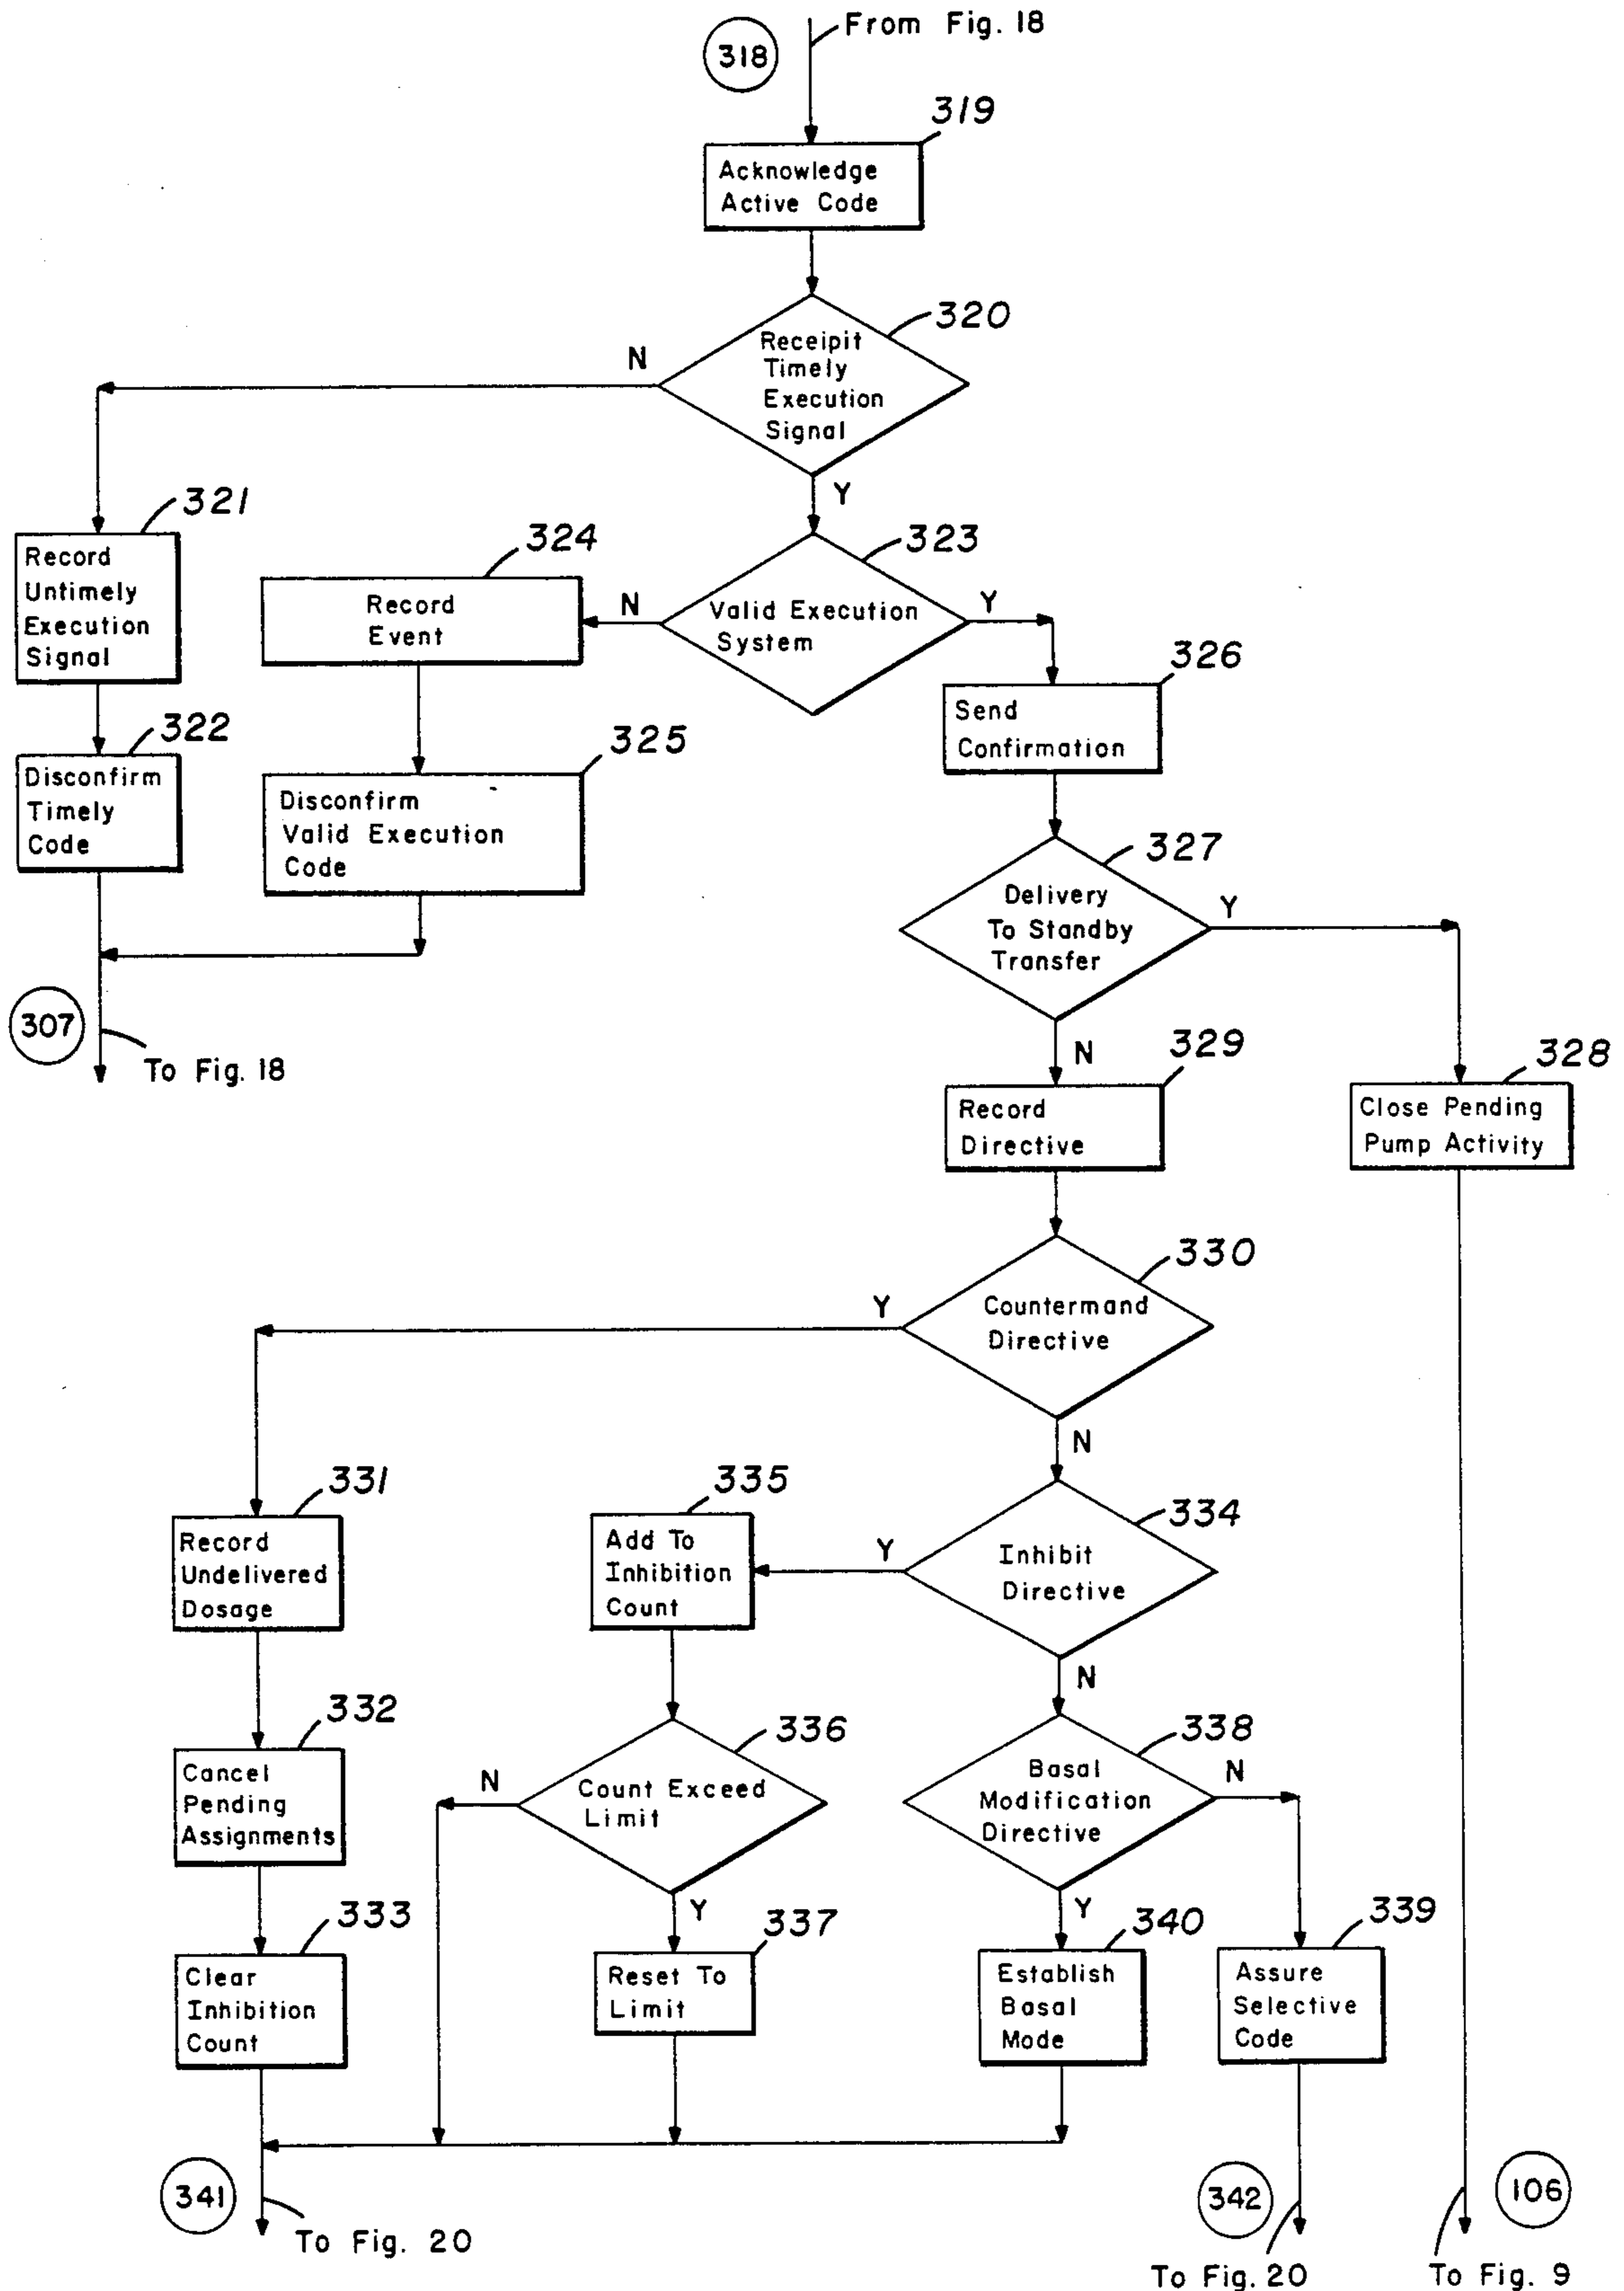 From Fig. 18
318
319
Acknowledge
Active Code
320
Receipit
Timely
Execution
Signal
N
Y
321
Record
Untimely
Execution
Signal
322
Disconfirm
Timely
Code
323
Valid Execution
System
N
Y
324
Record
Event
325
Disconfirm
Valid Execution
Code
307
To Fig. 18
326
Send
Confirmation
327
Delivery
To Standby
Transfer
Y
N
328
Close Pending
Pump Activity
329
Record
Directive
330
Countermand
Directive
Y
N
331
Record
Undelivered
Dosage
332
Cancel
Pending
Assignments
333
Clear
Inhibition
Count
334
Inhibit
Directive
Y
N
335
Add To
Inhibition
Count
336
Count Exceed
Limit
N
Y
337
Reset To
Limit
338
Basal
Modification
Directive
N
Y
339
Assure
Selective
Code
340
Establish
Basal
Mode
341
To Fig. 20
342
To Fig. 20
106
To Fig. 9